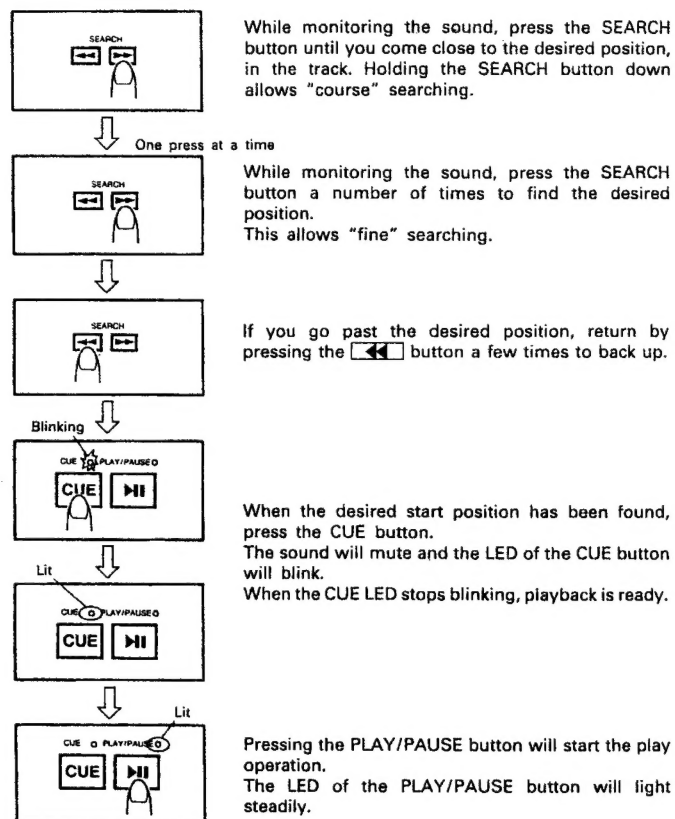 SEARCH
While monitoring the sound, press the SEARCH
button until you come close to the desired position,
in the track. Holding the SEARCH button down
allows "course" searching.
One press at a time
SEARCH
While monitoring the sound, press the SEARCH
button a number of times to find the desired
position.
This allows "fine" searching.
SEARCH
If you go past the desired position, return by
pressing the ◀◀ button a few times to back up.
Blinking
CUE PLAY/PAUSE
CUE
When the desired start position has been found,
press the CUE button.
The sound will mute and the LED of the CUE button
will blink.
When the CUE LED stops blinking, playback is ready.
Lit
CUE PLAY/PAUSE
CUE
Lit
CUE PLAY/PAUSE
CUE
Pressing the PLAY/PAUSE button will start the play
operation.
The LED of the PLAY/PAUSE button will light
steadily.